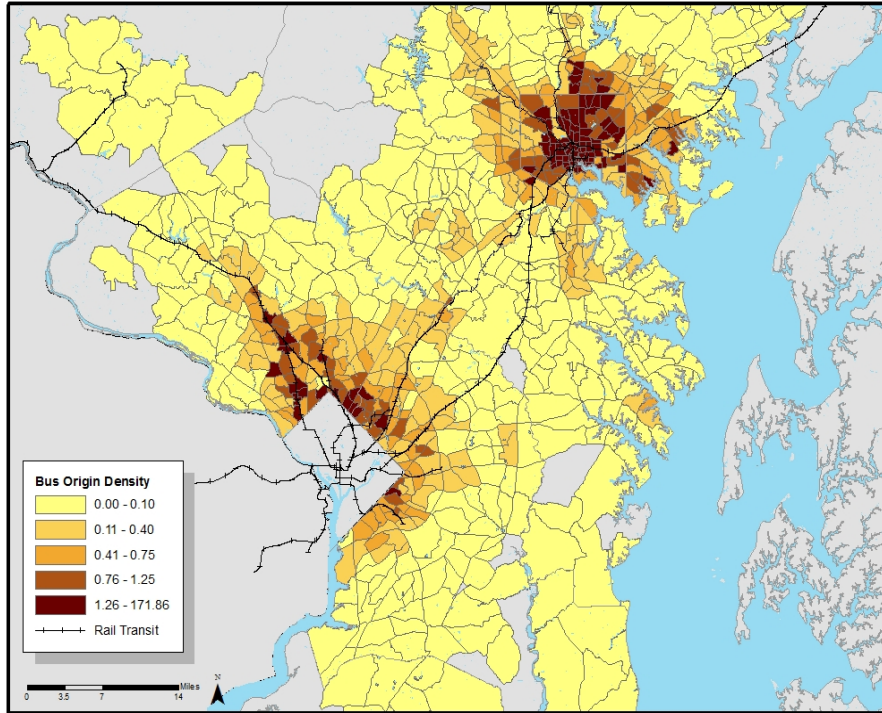 Bus Origin Density
0.00 - 0.10
0.11 - 0.40
0.41 - 0.75
0.76 - 1.25
1.26 - 171.86
Rail Transit
Miles
0 3.5 7 14
N